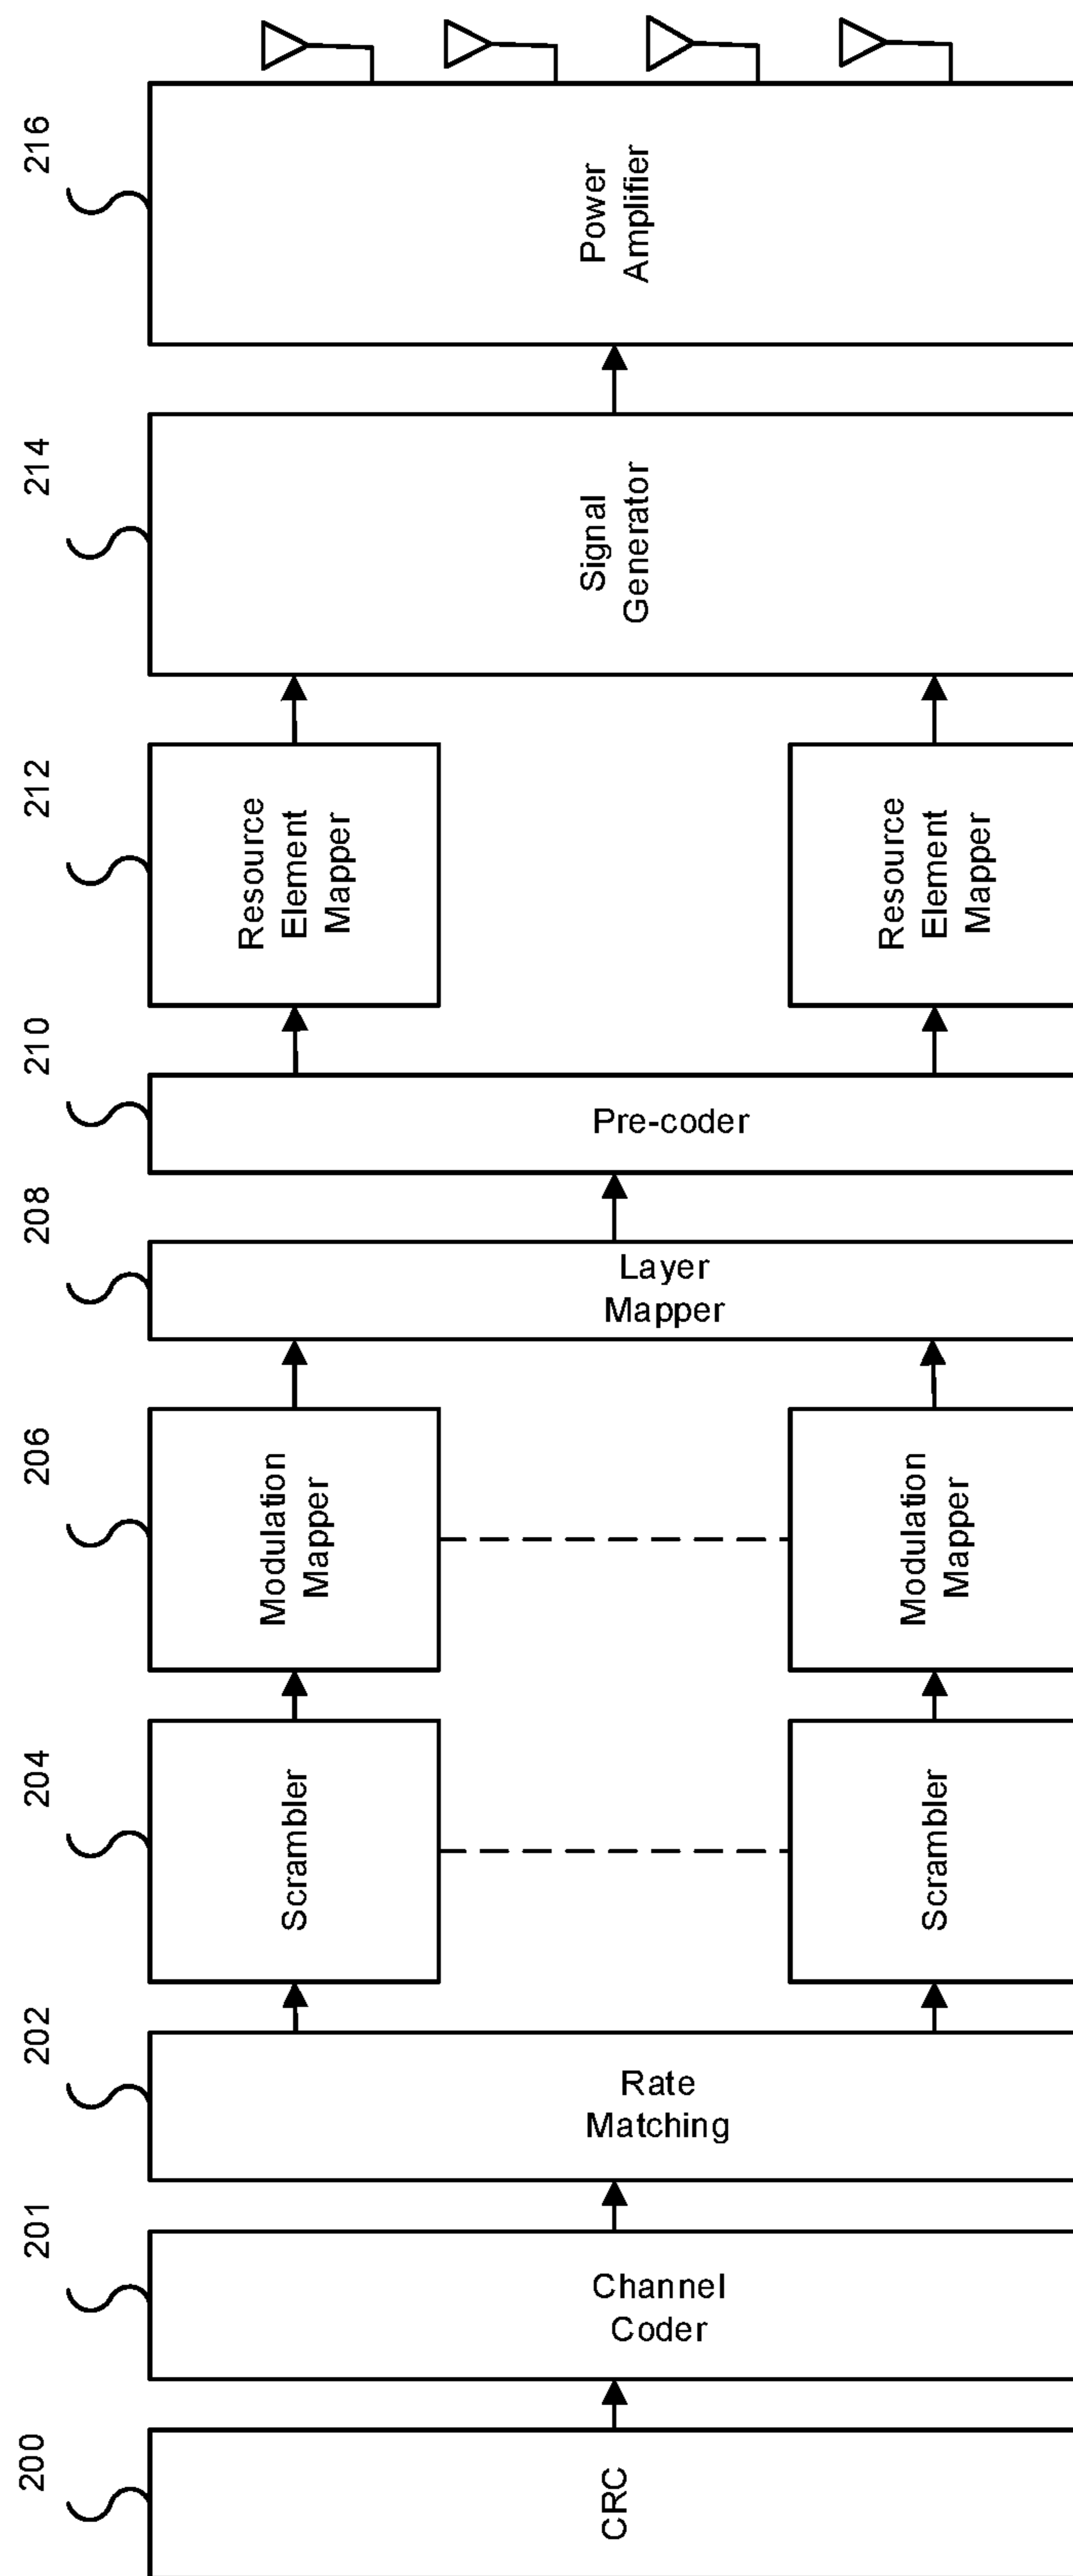 216
Power
Amplifier
214
Signal
Generator
212
Resource
Element
Mapper
Resource
Element
Mapper
210
Pre-coder
208
Layer
Mapper
206
Modulation
Mapper
Modulation
Mapper
204
Scrambler
Scrambler
202
Rate
Matching
201
Channel
Coder
200
CRC